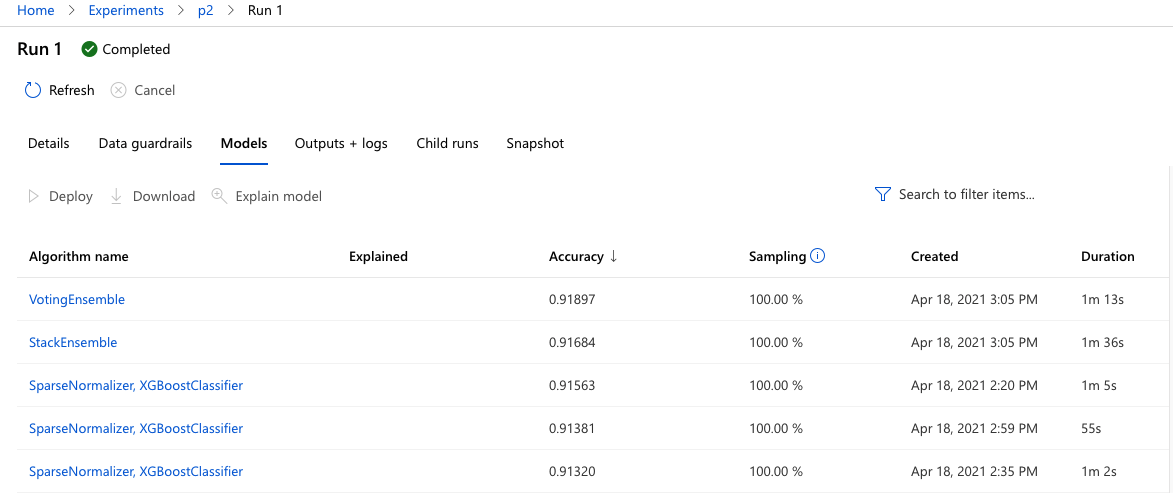 Home > Experiments > p2 > Run 1
Run 1 Completed
Refresh Cancel
Details Data guardrails Models Outputs + logs Child runs Snapshot
Deploy Download Explain model Search to filter items...
Algorithm name Explained Accuracy ↓ Sampling Created Duration
VotingEnsemble 0.91897 100.00 % Apr 18, 2021 3:05 PM 1m 13s
StackEnsemble 0.91684 100.00 % Apr 18, 2021 3:05 PM 1m 36s
SparseNormalizer, XGBoostClassifier 0.91563 100.00 % Apr 18, 2021 2:20 PM 1m 5s
SparseNormalizer, XGBoostClassifier 0.91381 100.00 % Apr 18, 2021 2:59 PM 55s
SparseNormalizer, XGBoostClassifier 0.91320 100.00 % Apr 18, 2021 2:35 PM 1m 2s